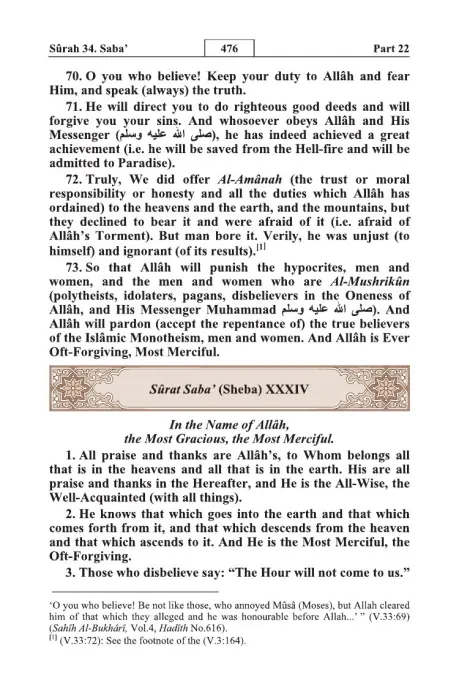 Sûrah 34. Saba’ 476 Part 22
70. O you who believe! Keep your duty to Allâh and fear
Him, and speak (always) the truth.
71. He will direct you to do righteous good deeds and will
forgive you your sins. And whosoever obeys Allâh and His
Messenger (صلى الله عليه وسلم), he has indeed achieved a great
achievement (i.e. he will be saved from the Hell-fire and will be
admitted to Paradise).
72. Truly, We did offer Al-Amânah (the trust or moral
responsibility or honesty and all the duties which Allâh has
ordained) to the heavens and the earth, and the mountains, but
they declined to bear it and were afraid of it (i.e. afraid of
Allâh’s Torment). But man bore it. Verily, he was unjust (to
himself) and ignorant (of its results).[1]
73. So that Allâh will punish the hypocrites, men and
women, and the men and women who are Al-Mushrikûn
(polytheists, idolaters, pagans, disbelievers in the Oneness of
Allâh, and His Messenger Muhammad صلى الله عليه وسلم). And
Allâh will pardon (accept the repentance of) the true believers
of the Islâmic Monotheism, men and women. And Allâh is Ever
Oft-Forgiving, Most Merciful.
Sûrat Saba’ (Sheba) XXXIV
In the Name of Allâh,
the Most Gracious, the Most Merciful.
1. All praise and thanks are Allâh’s, to Whom belongs all
that is in the heavens and all that is in the earth. His are all
praise and thanks in the Hereafter, and He is the All-Wise, the
Well-Acquainted (with all things).
2. He knows that which goes into the earth and that which
comes forth from it, and that which descends from the heaven
and that which ascends to it. And He is the Most Merciful, the
Oft-Forgiving.
3. Those who disbelieve say: “The Hour will not come to us.”
‘O you who believe! Be not like those, who annoyed Mûsâ (Moses), but Allah cleared
him of that which they alleged and he was honourable before Allah...’ ” (V.33:69)
(Sahîh Al-Bukhârî, Vol.4, Hadîth No.616).
[1] (V.33:72): See the footnote of the (V.3:164).